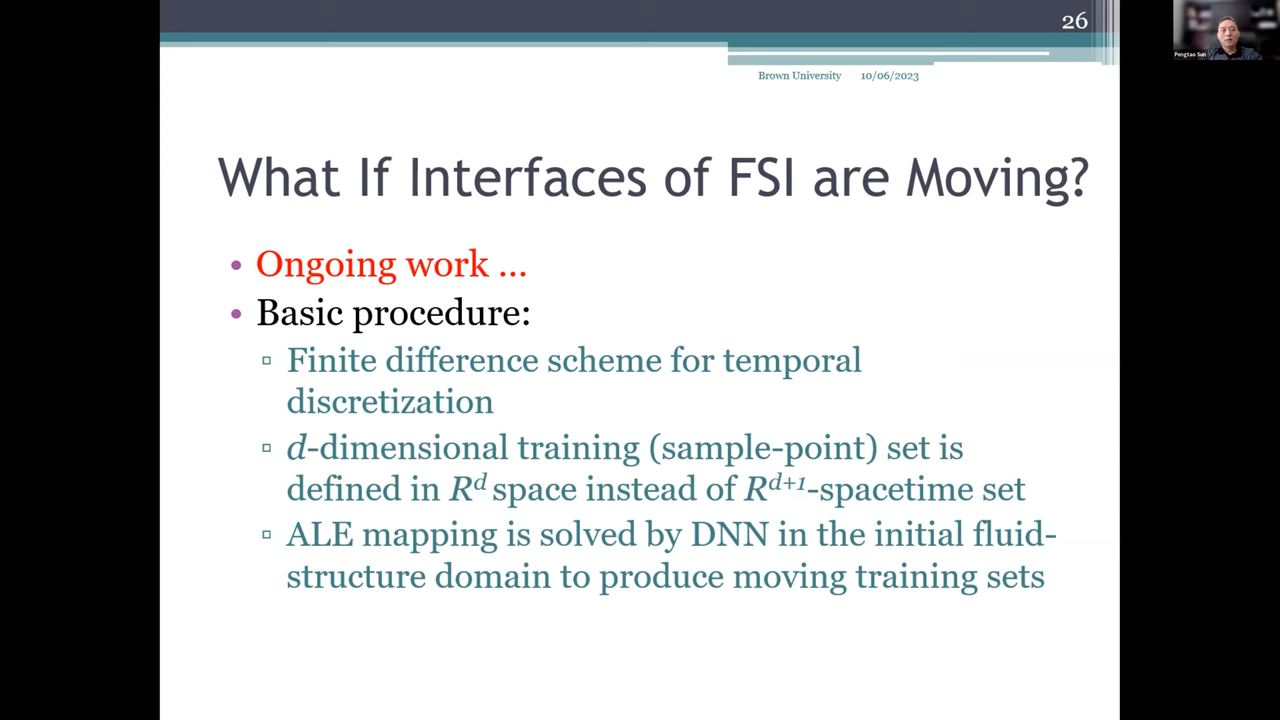 26
Pengtao Sun
Brown University 10/06/2023
What If Interfaces of FSI are Moving?
• Ongoing work …
• Basic procedure:
▫ Finite difference scheme for temporal
discretization
▫ d-dimensional training (sample-point) set is
defined in R^d space instead of R^{d+1}-spacetime set
▫ ALE mapping is solved by DNN in the initial fluid-
structure domain to produce moving training sets